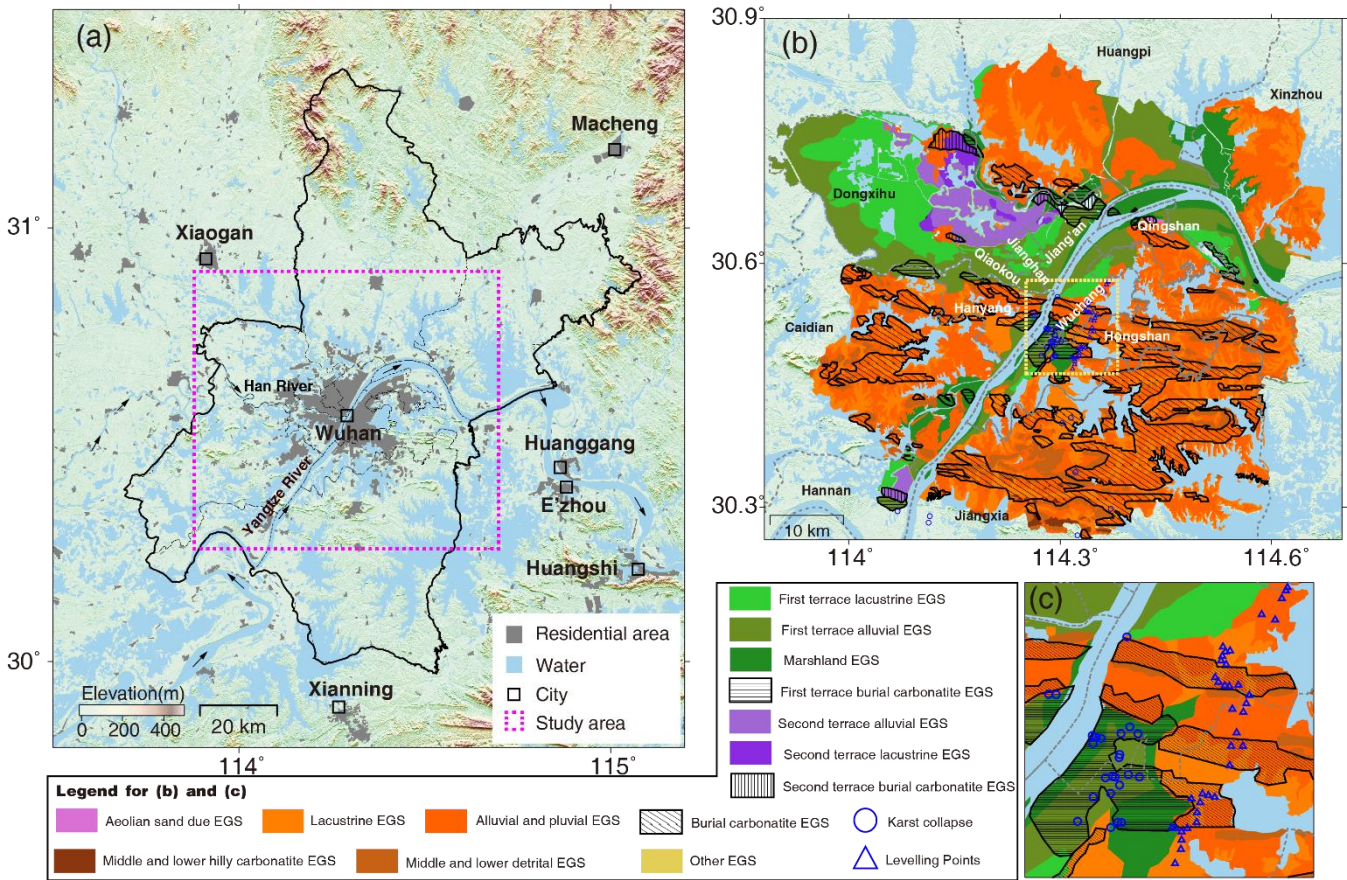 (a)
Macheng
31°
Xiaogan
Han River
Wuhan
Yangtze River
Huanggang
E'zhou
Huangshi
30°
Xianning
Elevation(m)
0 200 400
20 km
Residential area
Water
City
Study area
114°
115°
30.9
(b)
Huangpi
Xinzhou
Dongxihu
Jiang'an
Jianghan
Qiaokou
Qingshan
30.6
Hanyang
Wuchang
Caidian
Hongshan
30.3
Hannan
Jiangxia
10 km
114°
114.3
114.6
(c)
First terrace lacustrine EGS
First terrace alluvial EGS
Marshland EGS
First terrace burial carbonatite EGS
Second terrace alluvial EGS
Second terrace lacustrine EGS
Second terrace burial carbonatite EGS
Legend for (b) and (c)
Aeolian sand due EGS
Lacustrine EGS
Alluvial and pluvial EGS
Burial carbonatite EGS
Karst collapse
Middle and lower hilly carbonatite EGS
Middle and lower detrital EGS
Other EGS
Levelling Points